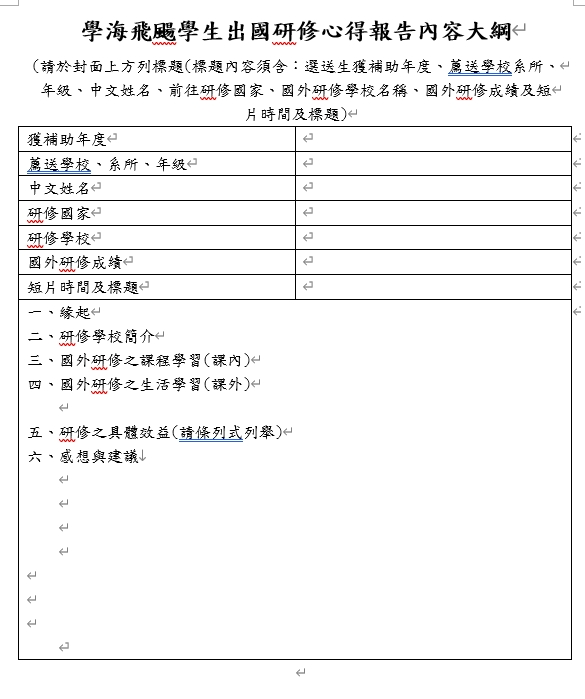 學海飛颺學生出國研修心得報告內容大綱
(請於封面上方列標題(標題內容須含：選送生獲補助年度、薦送學校系所、
年級、中文姓名、前往研修國家、國外研修學校名稱、國外研修成績及短
片時間及標題)
獲補助年度
薦送學校、系所、年級
中文姓名
研修國家
研修學校
國外研修成績
短片時間及標題
一、緣起
二、研修學校簡介
三、國外研修之課程學習(課內)
四、國外研修之生活學習(課外)
五、研修之具體效益(請條列式列舉)
六、感想與建議